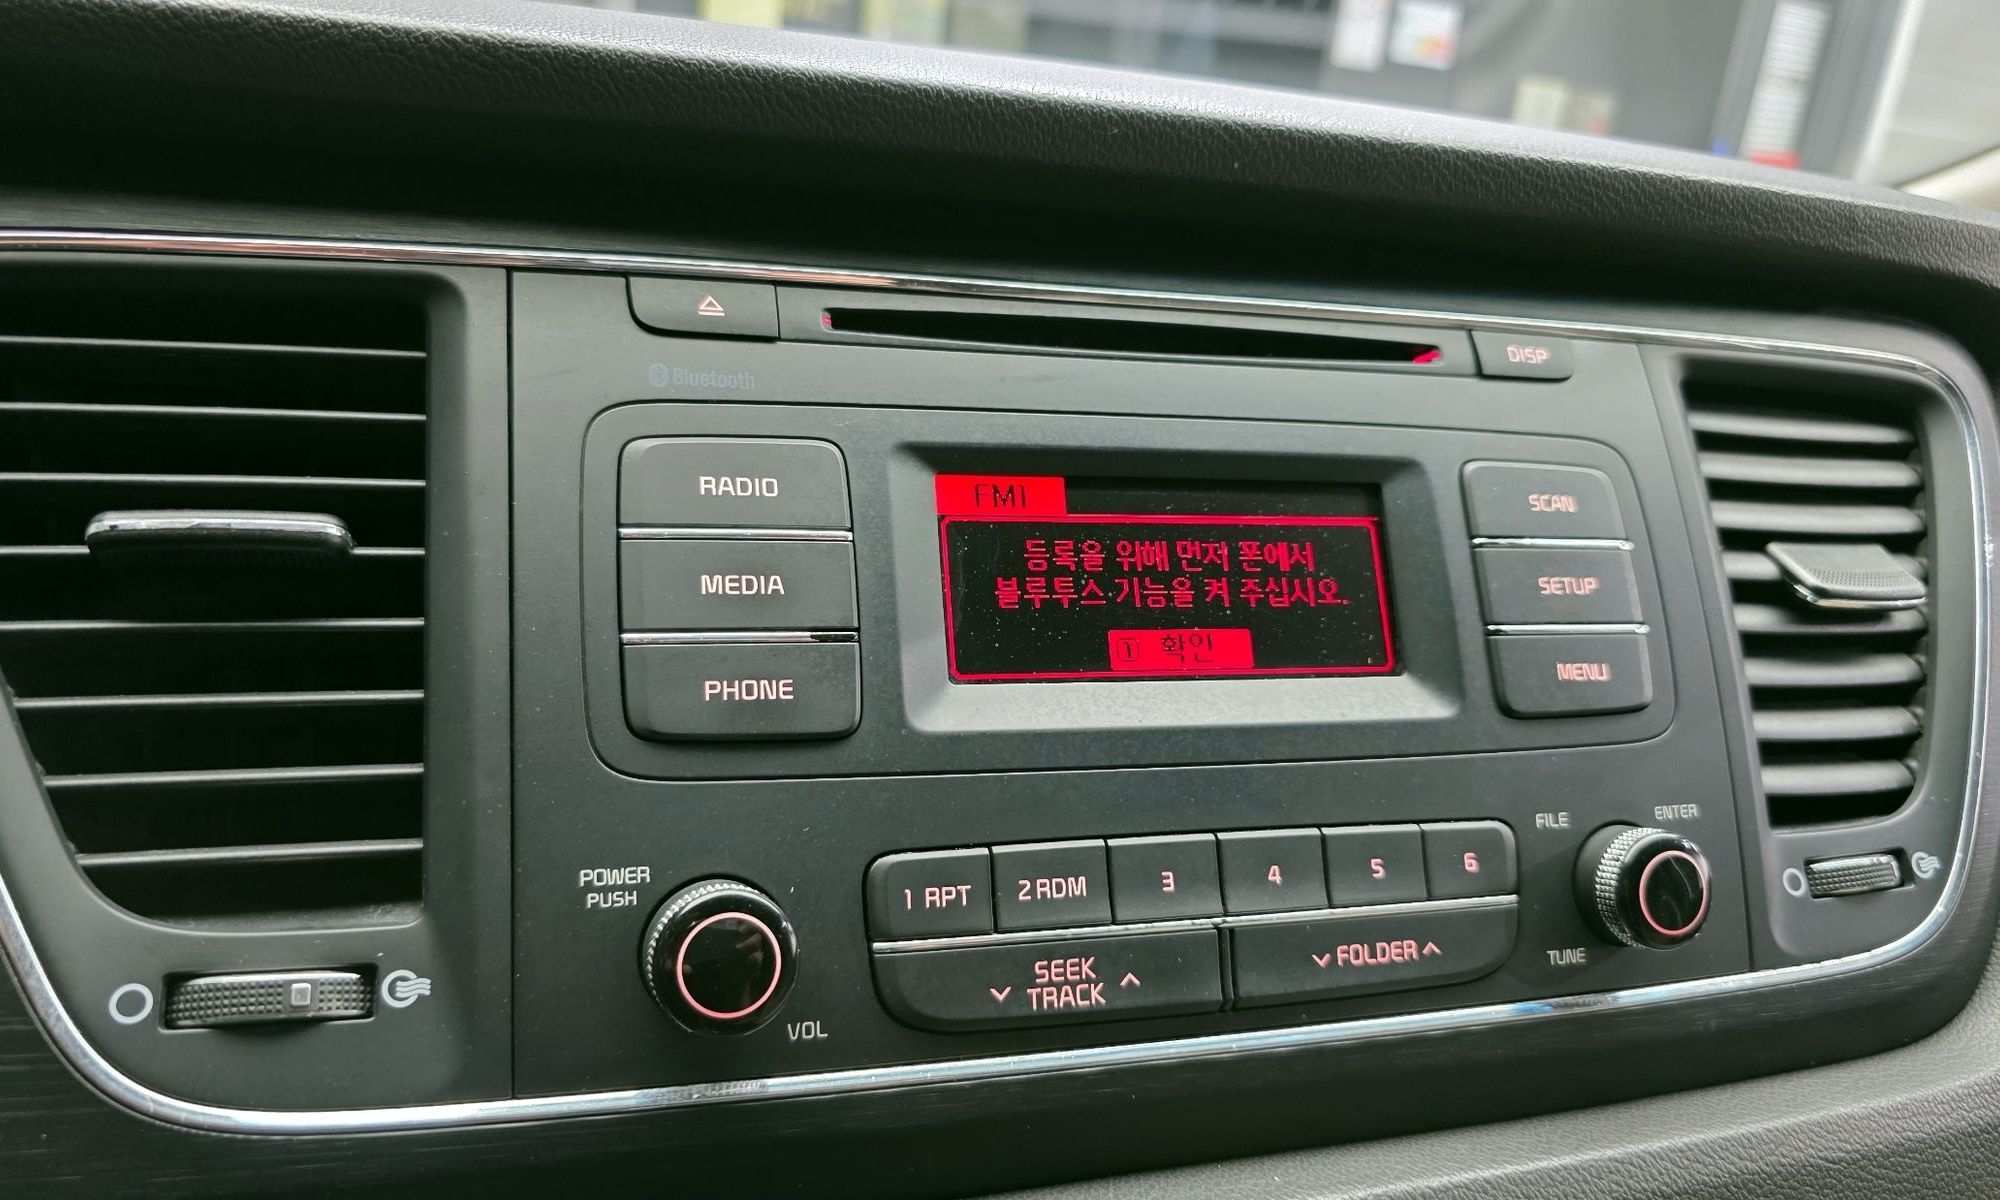 DISP
Bluetooth
RADIO
MEDIA
PHONE
FM1
등록을 위해 먼저 폰에서
블루투스 기능을 켜 주십시오.
1 확인
SCAN
SETUP
MENU
POWER
PUSH
VOL
1 RPT
2 RDM
3
4
5
6
SEEK
TRACK
FOLDER
FILE
ENTER
TUNE